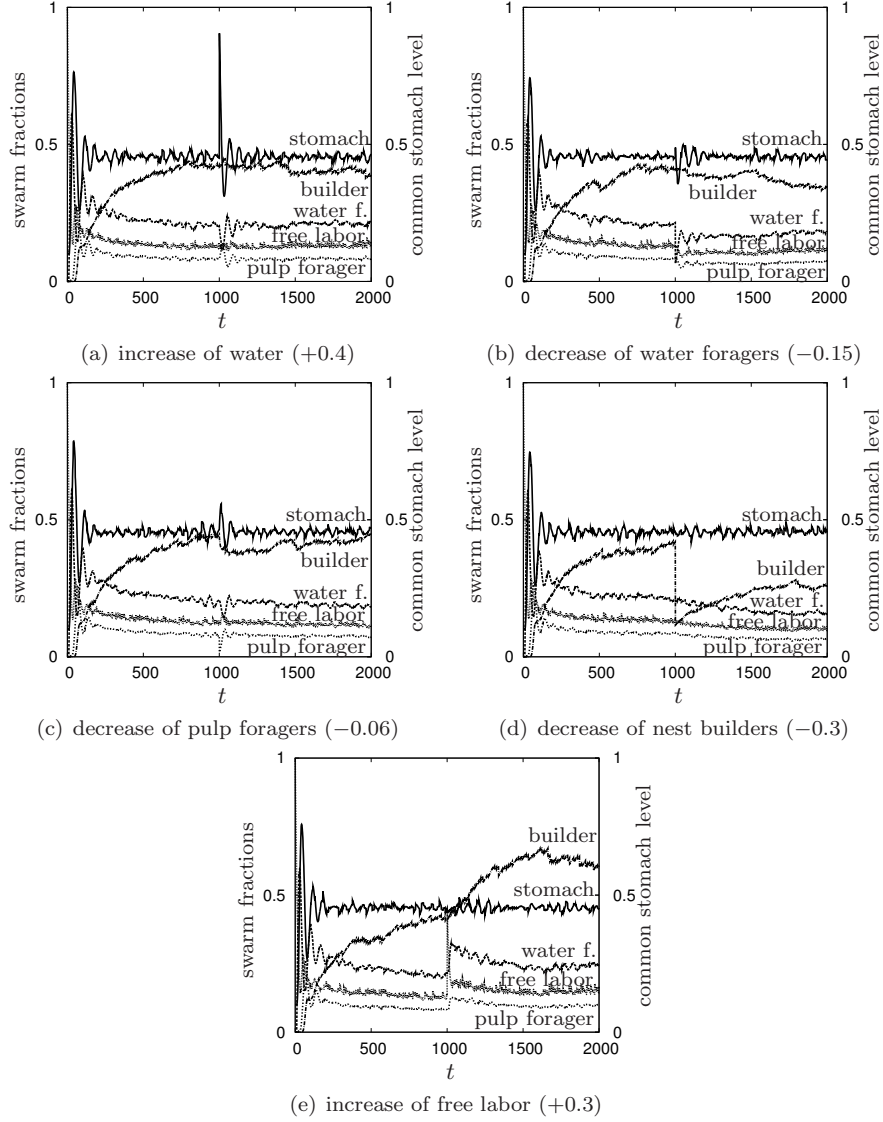 1
0.5
0
0
500
1000
1500
2000
1
0.5
0
swarm fractions
common stomach level
stomach
builder
water f.
free labor
pulp forager
t
(a) increase of water (+0.4)
1
0.5
0
0
500
1000
1500
2000
1
0.5
0
swarm fractions
common stomach level
stomach
builder
water f.
free labor
pulp forager
t
(b) decrease of water foragers (−0.15)
1
0.5
0
0
500
1000
1500
2000
1
0.5
0
swarm fractions
common stomach level
stomach
builder
water f.
free labor
pulp forager
t
(c) decrease of pulp foragers (−0.06)
1
0.5
0
0
500
1000
1500
2000
1
0.5
0
swarm fractions
common stomach level
stomach
builder
water f.
free labor
pulp forager
t
(d) decrease of nest builders (−0.3)
1
0.5
0
0
500
1000
1500
2000
1
0.5
0
swarm fractions
common stomach level
builder
stomach
water f.
free labor
pulp forager
t
(e) increase of free labor (+0.3)